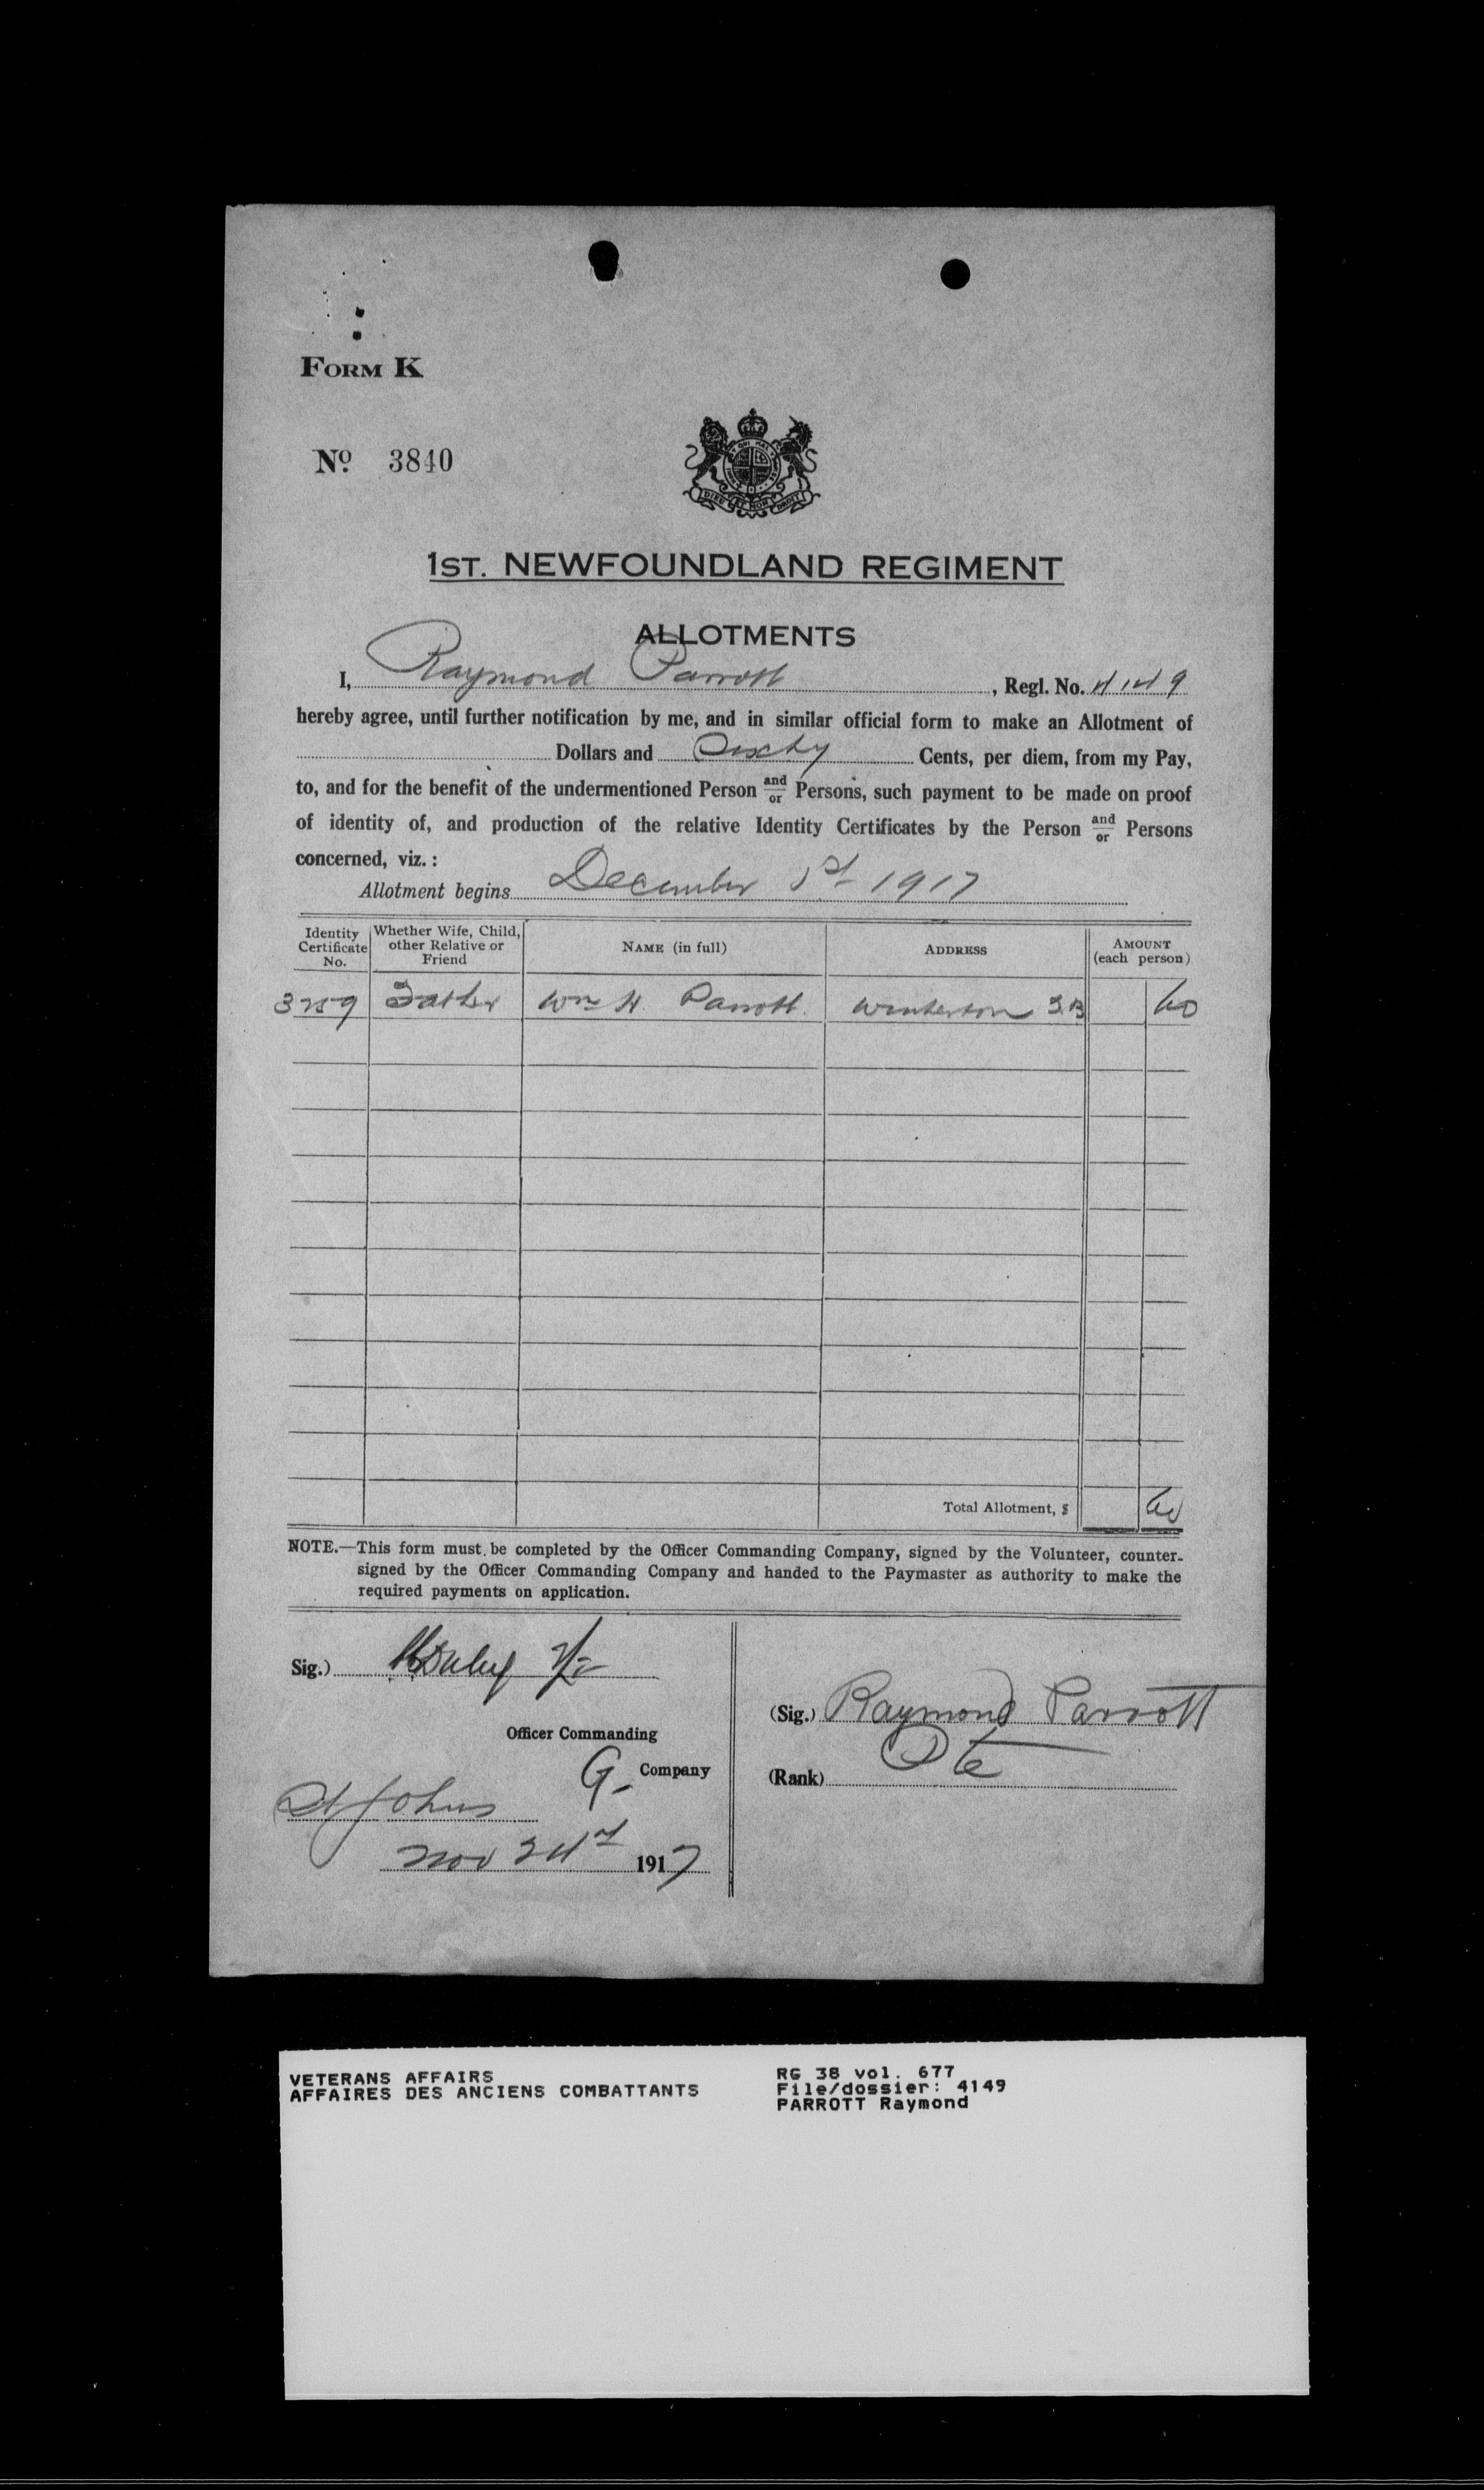 FORM K
No. 3840
1ST. NEWFOUNDLAND REGIMENT
ALLOTMENTS
I, Raymond Parrott, Regl. No. 4149
hereby agree, until further notification by me, and in similar official form to make an Allotment of
Dollars and Sixty Cents, per diem, from my Pay,
to, and for the benefit of the undermentioned Person and/or Persons, such payment to be made on proof
of identity of, and production of the relative Identity Certificates by the Person and/or Persons
concerned, viz.:
Allotment begins December 1st 1917
Identity Certificate No. Whether Wife, Child, other Relative or Friend NAME (in full) ADDRESS AMOUNT (each person)
3259 Father Wm H. Parrott Winterton T.B 60
Total Allotment, $ 60
NOTE.—This form must be completed by the Officer Commanding Company, signed by the Volunteer, counter-
signed by the Officer Commanding Company and handed to the Paymaster as authority to make the
required payments on application.
Sig.)
(Sig.) Raymond Parrott
Officer Commanding
G- Company
(Rank) Pte
St Johns
Nov 24 1917
VETERANS AFFAIRS
AFFAIRES DES ANCIENS COMBATTANTS
RG 38 vol. 677
File/dossier: 4149
PARROTT Raymond